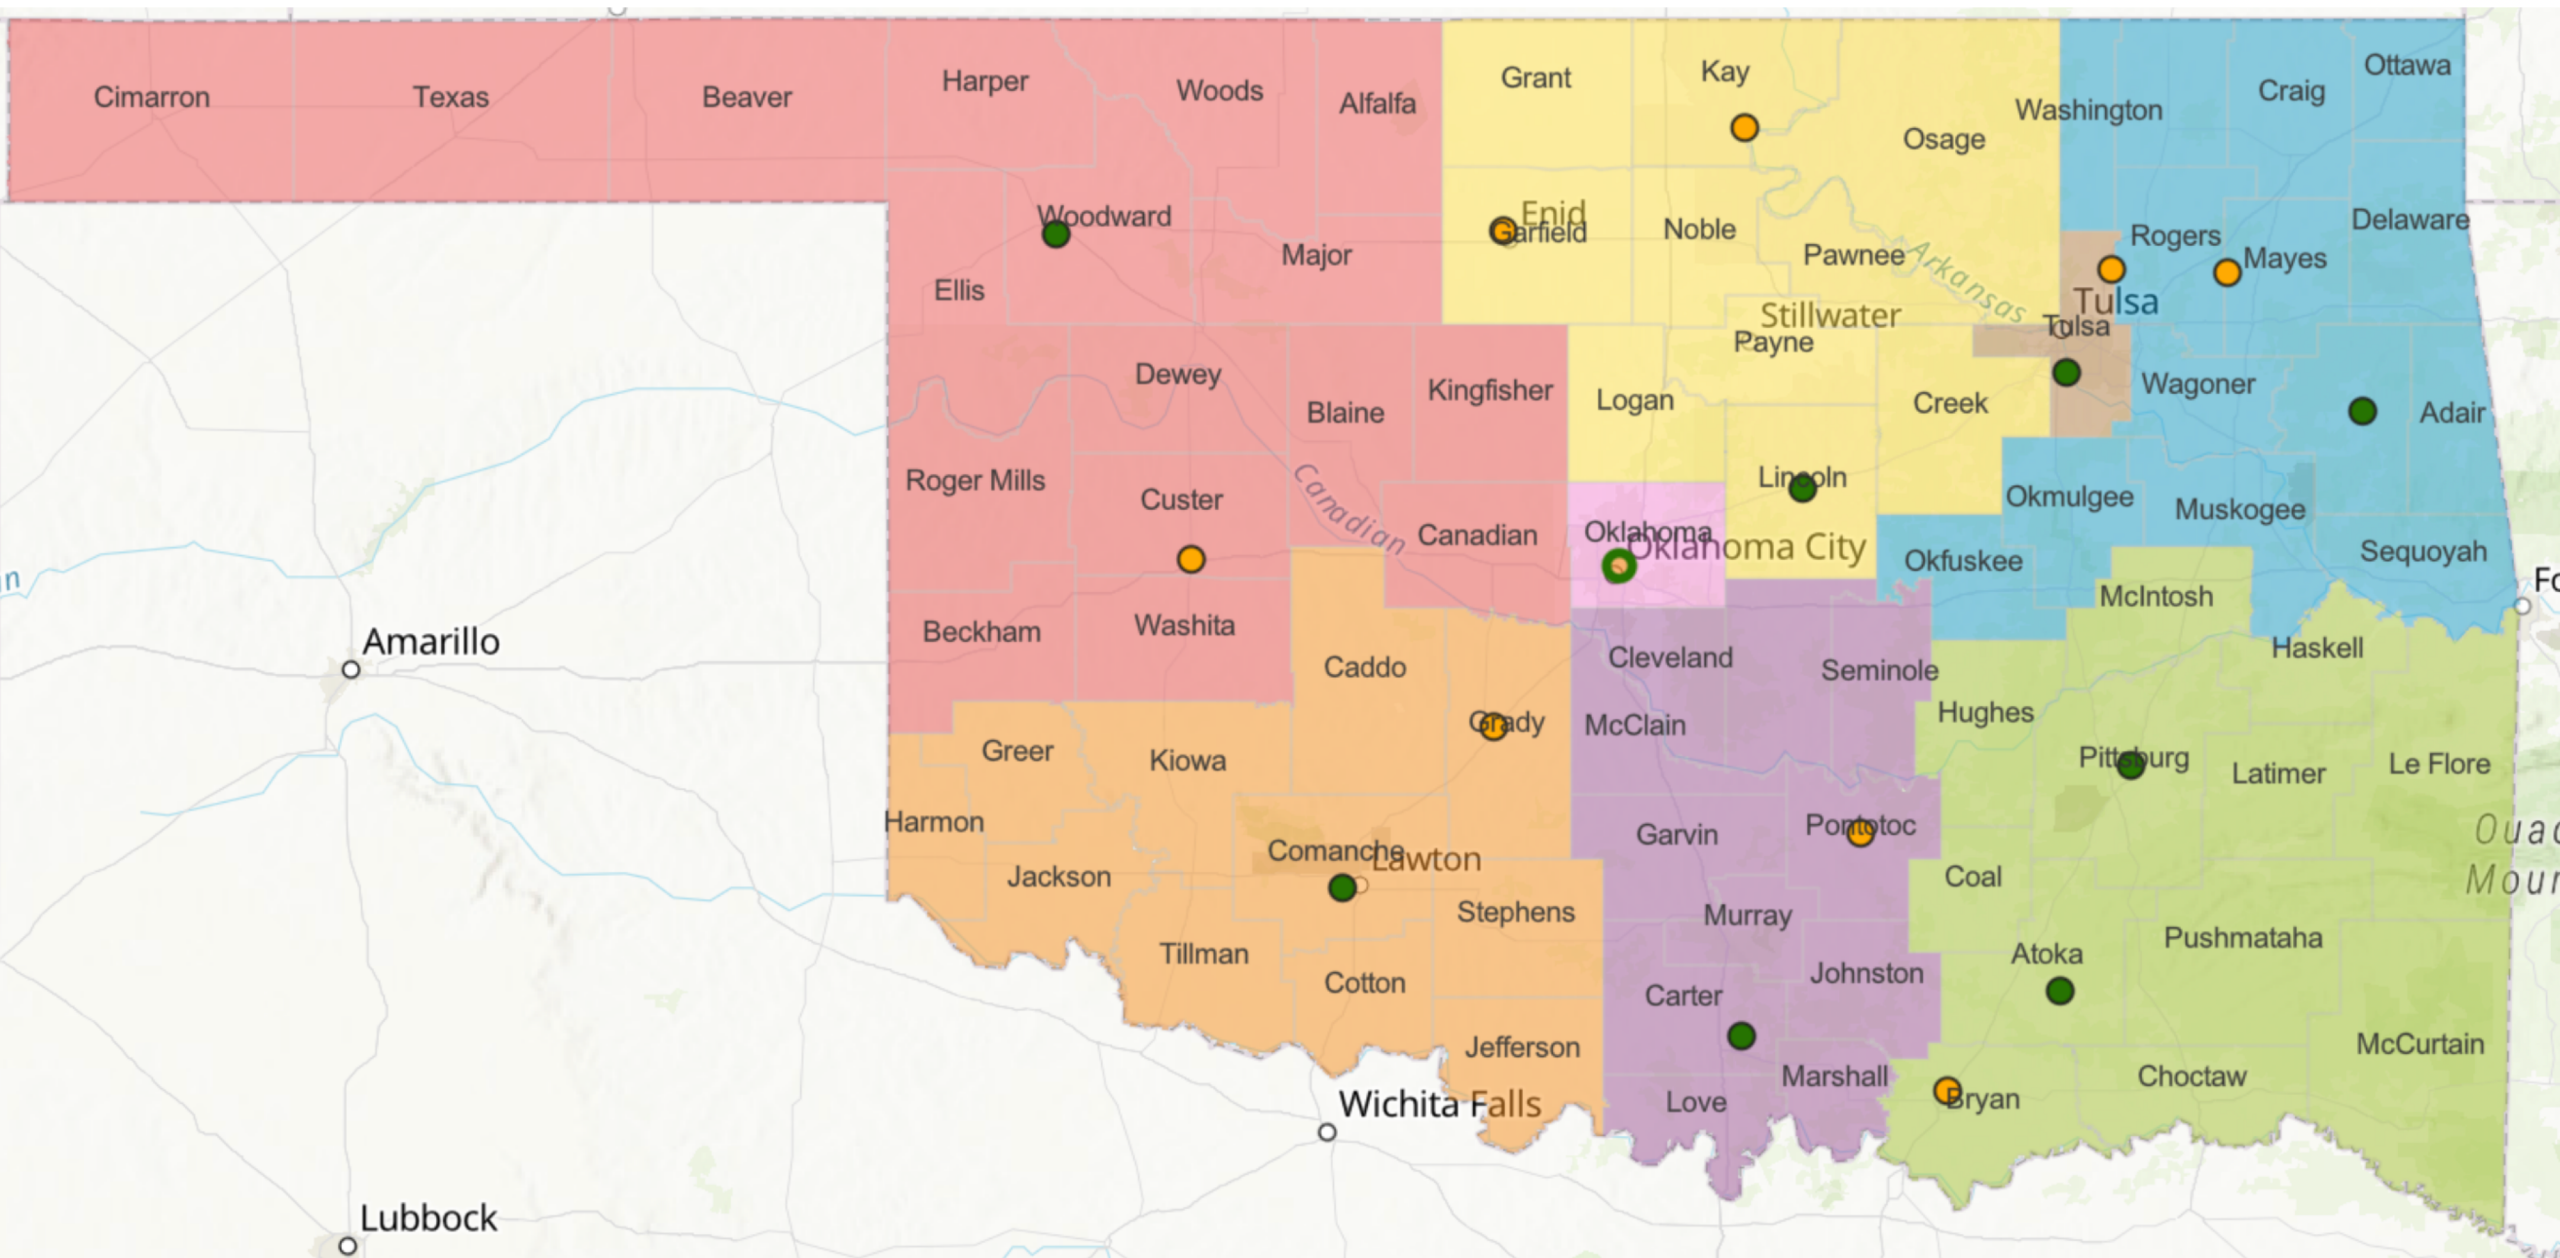 Cimarron
Texas
Beaver
Harper
Woods
Alfalfa
Grant
Kay
Osage
Washington
Craig
Ottawa
Woodward
Ellis
Major
Enid
Garfield
Noble
Pawnee
Arkansas
Rogers
Mayes
Delaware
Stillwater
Payne
Tulsa
Tulsa
Dewey
Blaine
Kingfisher
Logan
Creek
Wagoner
Adair
Roger Mills
Custer
Canadian
Canadian
Lincoln
Okmulgee
Muskogee
Oklahoma
Oklahoma City
Okfuskee
Sequoyah
Beckham
Washita
Amarillo
Caddo
Cleveland
Seminole
McIntosh
Haskell
Grady
McClain
Hughes
Greer
Kiowa
Pittsburg
Latimer
Le Flore
Harmon
Jackson
Comanche
Lawton
Garvin
Pontotoc
Coal
Stephens
Murray
Tillman
Cotton
Carter
Johnston
Atoka
Pushmataha
Jefferson
Marshall
McCurtain
Choctaw
Wichita Falls
Love
Bryan
Lubbock